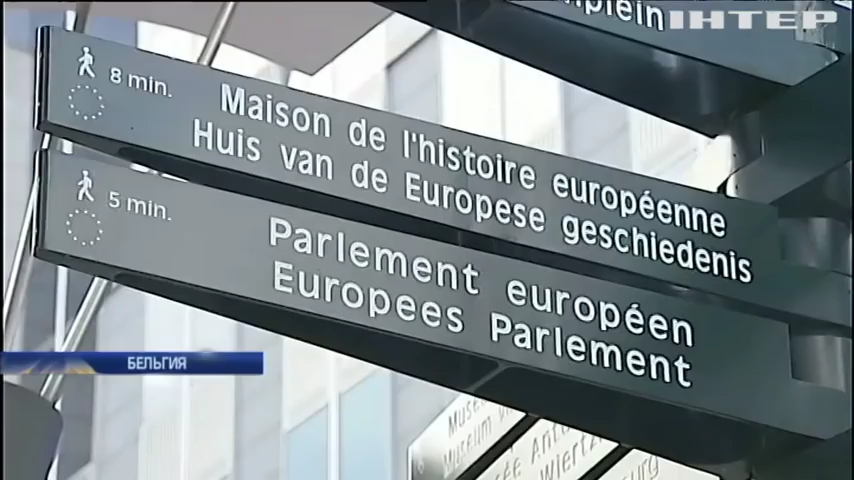 ІНТЕР
8 min.
Maison de l'histoire européenne
Huis van de Europese geschiedenis
5 min.
Parlement européen
Europees Parlement
БЕЛЬГИЯ
Museum